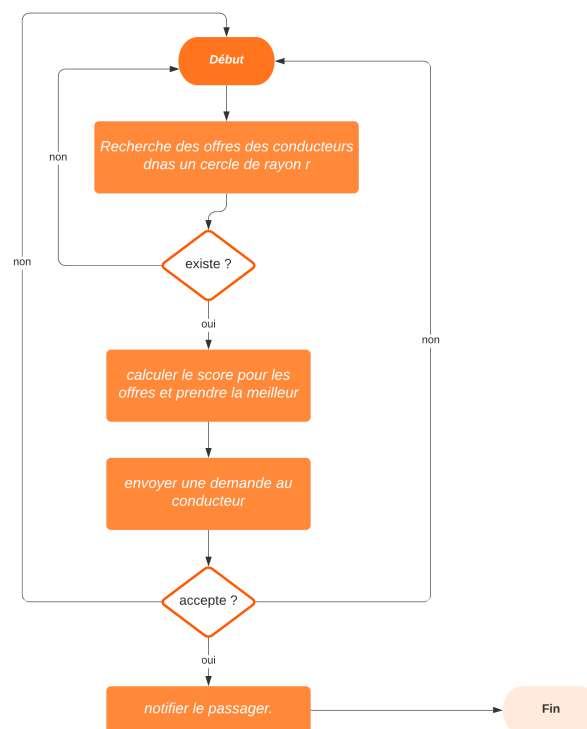 Début
Recherche des offres des conducteurs
dnas un cercle de rayon r
non
existe ?
non
oui
non
calculer le score pour les
offres et prendre la meilleur
envoyer une demande au
conducteur
accepte ?
oui
notifier le passager.
Fin